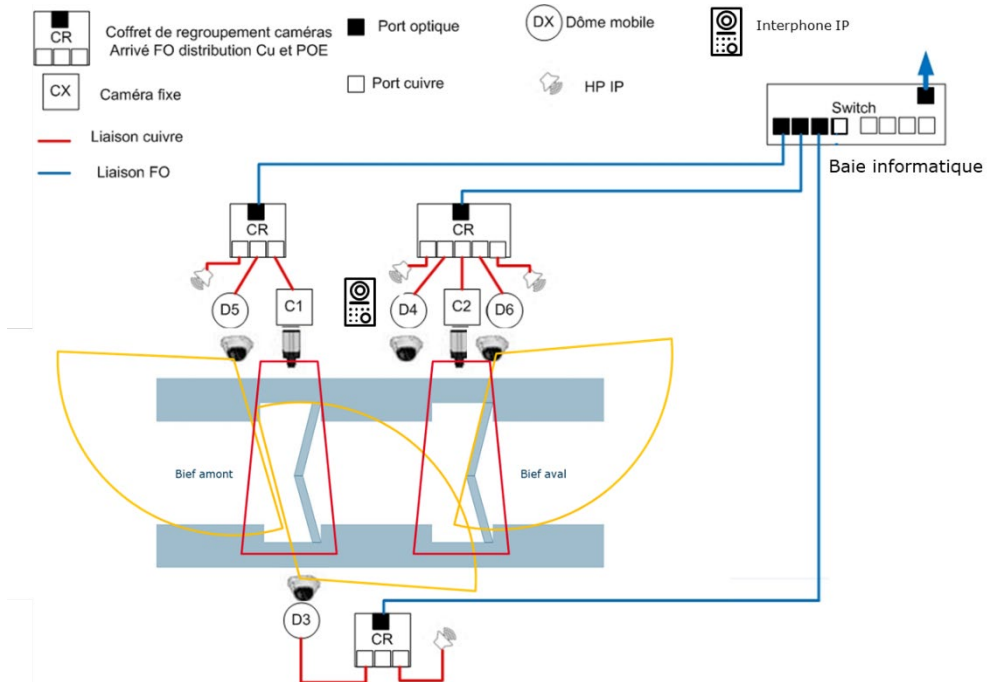 CR
Coffret de regroupement caméras
Arrivé FO distribution Cu et POE
Port optique
DX
Dôme mobile
Interphone IP
CX
Caméra fixe
Port cuivre
HP IP
Liaison cuivre
Liaison FO
Switch
Baie informatique
CR
CR
D5
C1
D4
C2
D6
Bief amont
Bief aval
D3
CR